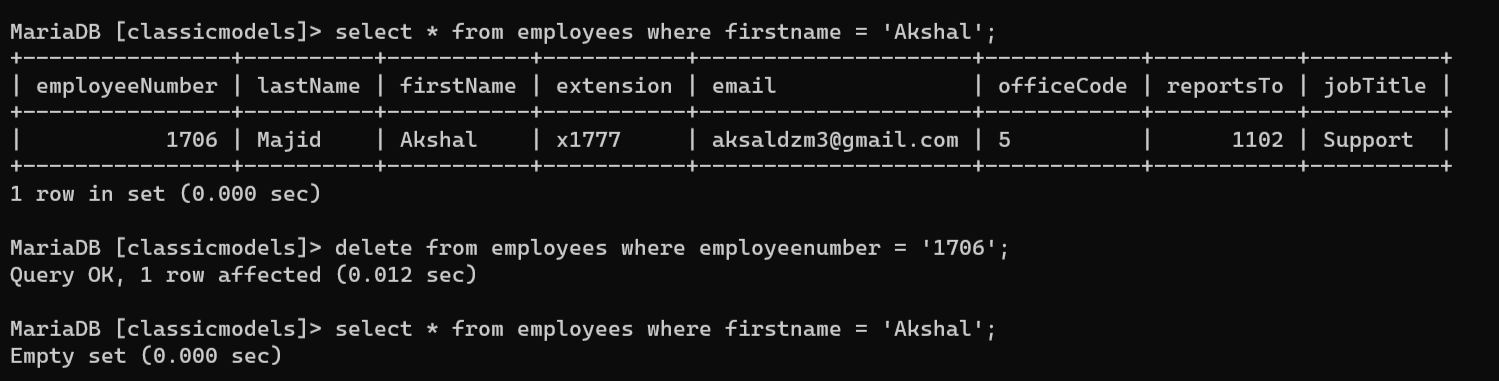 MariaDB [classicmodels]> select * from employees where firstname = 'Akshal';
+----------------+----------+-----------+-----------+----------------------+------------+-----------+----------+
| employeeNumber | lastName | firstName | extension | email                | officeCode | reportsTo | jobTitle |
+----------------+----------+-----------+-----------+----------------------+------------+-----------+----------+
|           1706 | Majid    | Akshal    | x1777     | aksaldzm3@gmail.com | 5          |      1102 | Support  |
+----------------+----------+-----------+-----------+----------------------+------------+-----------+----------+
1 row in set (0.000 sec)
MariaDB [classicmodels]> delete from employees where employeenumber = '1706';
Query OK, 1 row affected (0.012 sec)
MariaDB [classicmodels]> select * from employees where firstname = 'Akshal';
Empty set (0.000 sec)